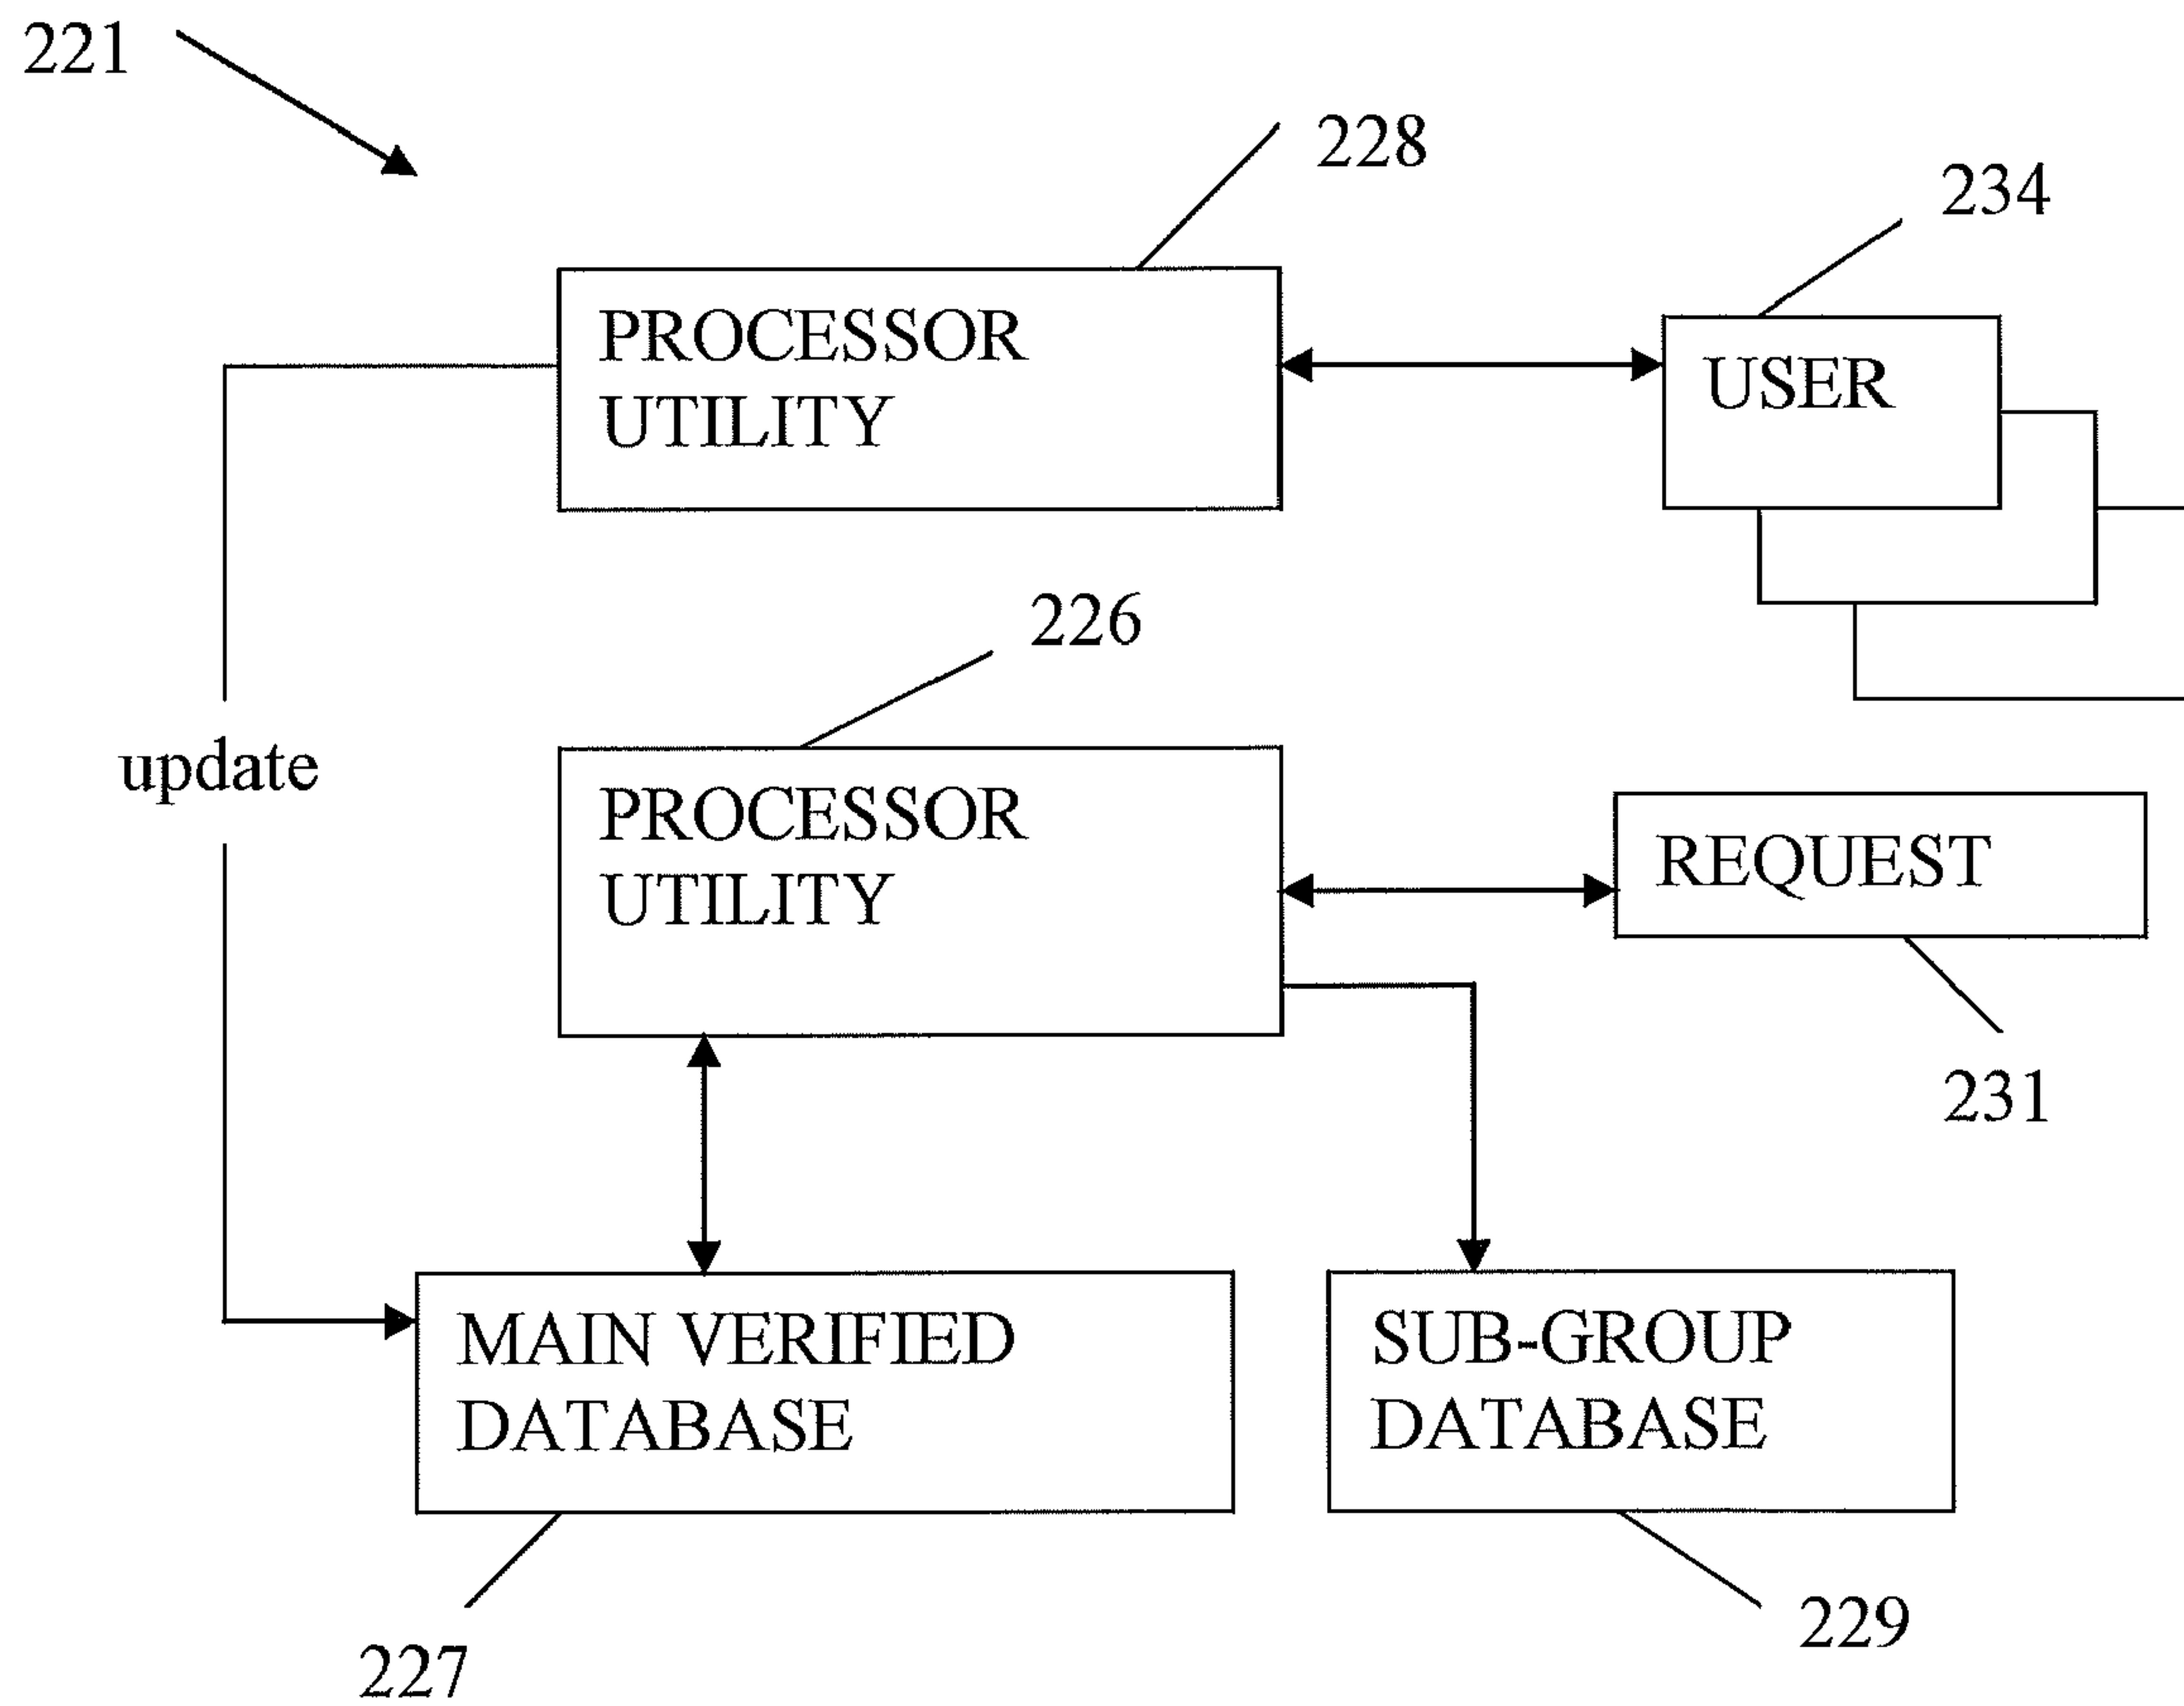 221
228
234
PROCESSOR
UTILITY
USER
226
update
PROCESSOR
UTILITY
REQUEST
231
MAIN VERIFIED
DATABASE
SUB-GROUP
DATABASE
229
227